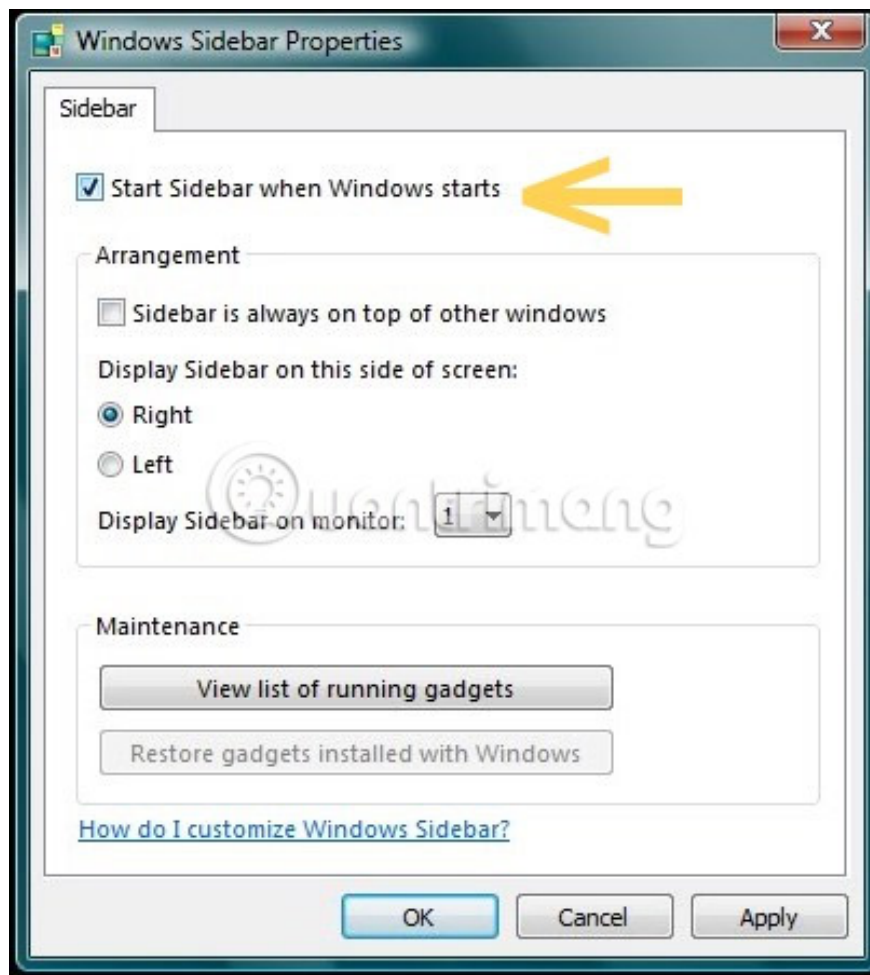 Windows Sidebar Properties
Sidebar
Start Sidebar when Windows starts
Arrangement
Sidebar is always on top of other windows
Display Sidebar on this side of screen:
Right
Left
Display Sidebar on monitor: 1
Quantrimang
Maintenance
View list of running gadgets
Restore gadgets installed with Windows
How do I customize Windows Sidebar?
OK Cancel Apply